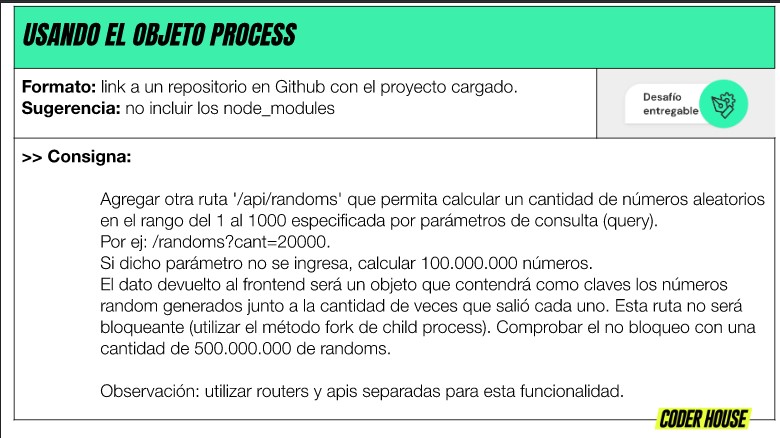 USANDO EL OBJETO PROCESS
Formato: link a un repositorio en Github con el proyecto cargado.
Sugerencia: no incluir los node_modules
Desafío
entregable
>> Consigna:
Agregar otra ruta '/api/randoms' que permita calcular un cantidad de números aleatorios
en el rango del 1 al 1000 especificada por parámetros de consulta (query).
Por ej: /randoms?cant=20000.
Si dicho parámetro no se ingresa, calcular 100.000.000 números.
El dato devuelto al frontend será un objeto que contendrá como claves los números
random generados junto a la cantidad de veces que salió cada uno. Esta ruta no será
bloqueante (utilizar el método fork de child process). Comprobar el no bloqueo con una
cantidad de 500.000.000 de randoms.
Observación: utilizar routers y apis separadas para esta funcionalidad.
CODER HOUSE